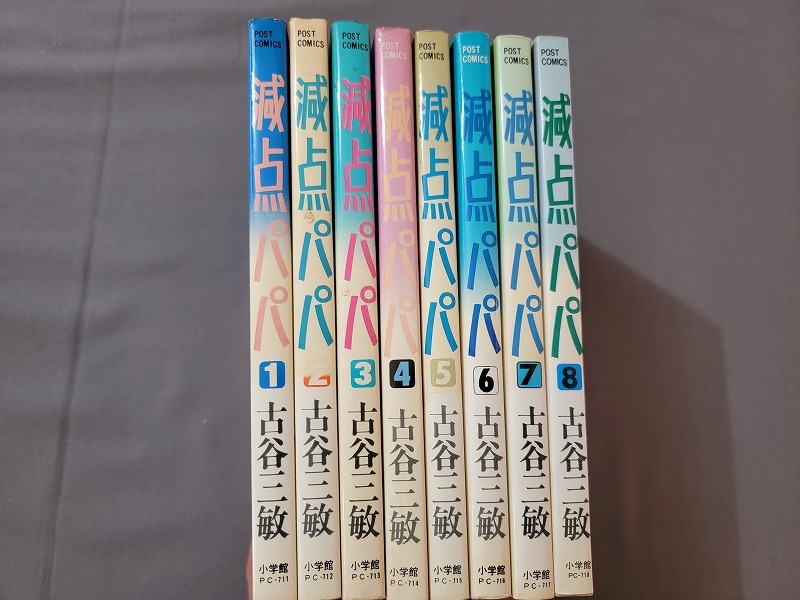 POST COMICS
減点パパ
1
古谷三敏
小学館
PC-711
POST COMICS
減点パパ
2
古谷三敏
小学館
PC-712
POST COMICS
減点パパ
3
古谷三敏
小学館
PC-713
POST COMICS
減点パパ
4
古谷三敏
小学館
PC-714
POST COMICS
減点パパ
5
古谷三敏
小学館
PC-715
POST COMICS
減点パパ
6
古谷三敏
小学館
PC-716
POST COMICS
減点パパ
7
古谷三敏
小学館
PC-717
POST COMICS
減点パパ
8
古谷三敏
小学館
PC-718